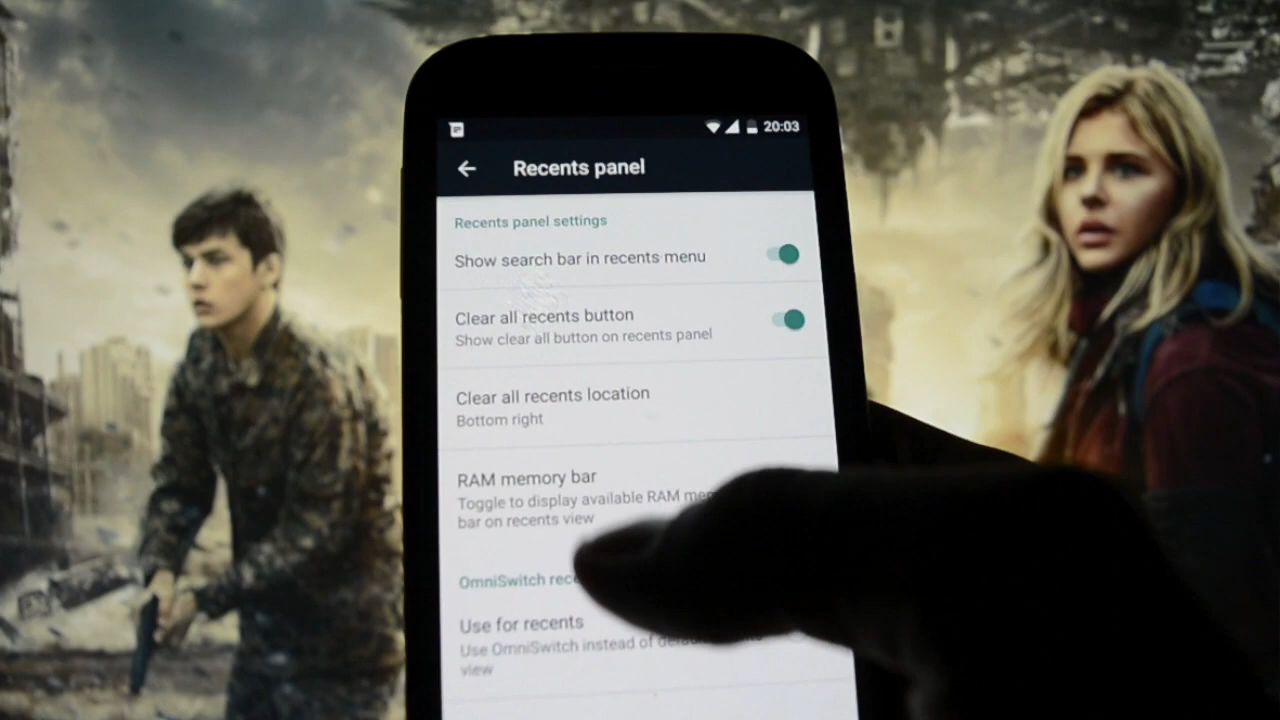 20:03
Recents panel
Recents panel settings
Show search bar in recents menu
Clear all recents button
Show clear all button on recents panel
Clear all recents location
Bottom right
RAM memory bar
Toggle to display available RAM
bar on recents view
OmniSwitch
Use for recents
Use OmniSwitch instead of
view